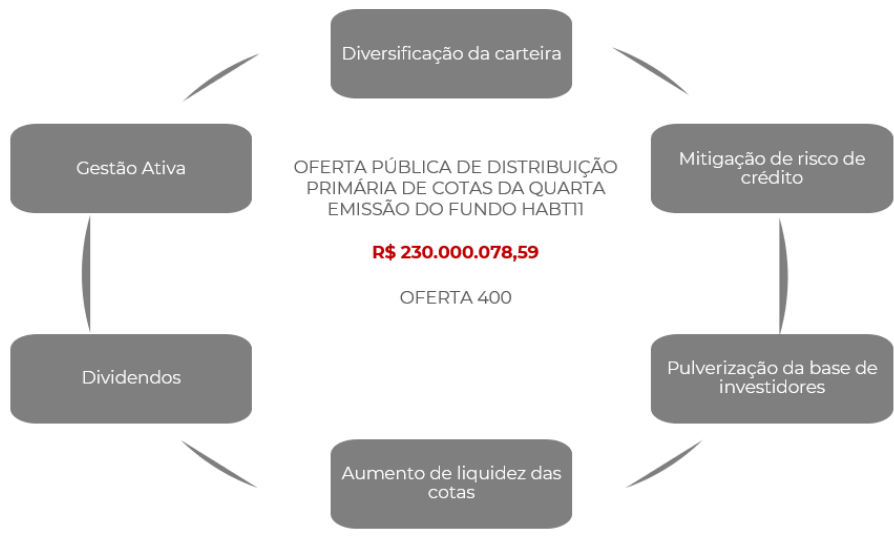 Diversificação da carteira
Gestão Ativa
Mitigação de risco de
crédito
OFERTA PÚBLICA DE DISTRIBUIÇÃO
PRIMÁRIA DE COTAS DA QUARTA
EMISSÃO DO FUNDO HABT11
R$ 230.000.078,59
OFERTA 400
Dividendos
Pulverização da base de
investidores
Aumento de liquidez das
cotas